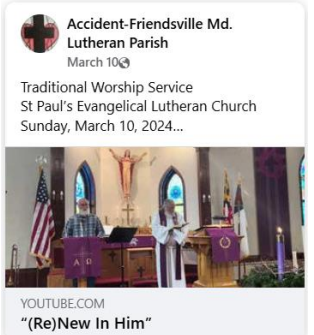 Accident-Friendsville Md.
Lutheran Parish
March 10
Traditional Worship Service
St Paul's Evangelical Lutheran Church
Sunday, March 10, 2024...
A D
YOUTUBE.COM
"(Re)New In Him"